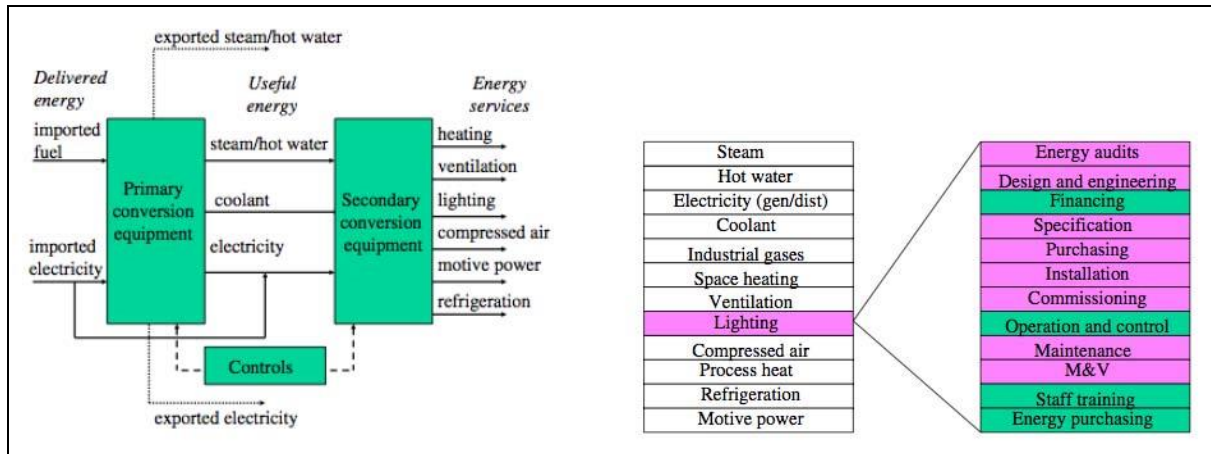 exported steam/hot water
Delivered
energy
Useful
energy
Energy
services
imported
fuel
Primary
conversion
equipment
steam/hot water
coolant
electricity
Secondary
conversion
equipment
heating
ventilation
lighting
compressed air
motive power
refrigeration
imported
electricity
Controls
exported electricity
Steam
Hot water
Electricity (gen/dist)
Coolant
Industrial gases
Space heating
Ventilation
Lighting
Compressed air
Process heat
Refrigeration
Motive power
Energy audits
Design and engineering
Financing
Specification
Purchasing
Installation
Commissioning
Operation and control
Maintenance
M&V
Staff training
Energy purchasing